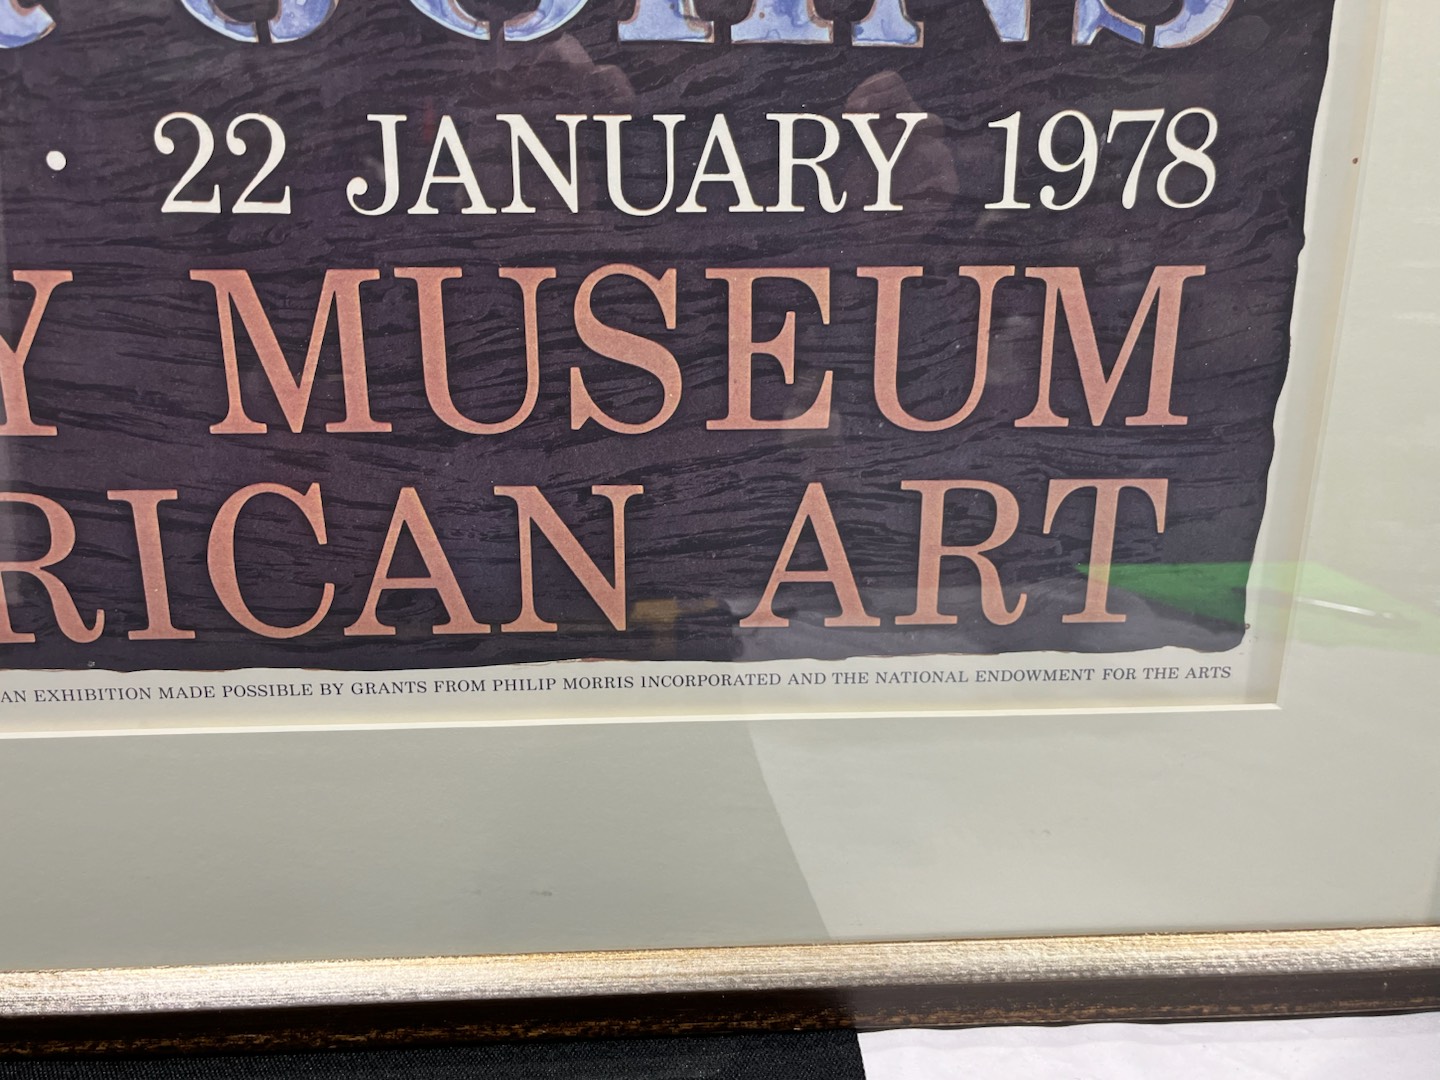 JOHNS
· 22 JANUARY 1978
Y MUSEUM
RICAN ART
AN EXHIBITION MADE POSSIBLE BY GRANTS FROM PHILIP MORRIS INCORPORATED AND THE NATIONAL ENDOWMENT FOR THE ARTS